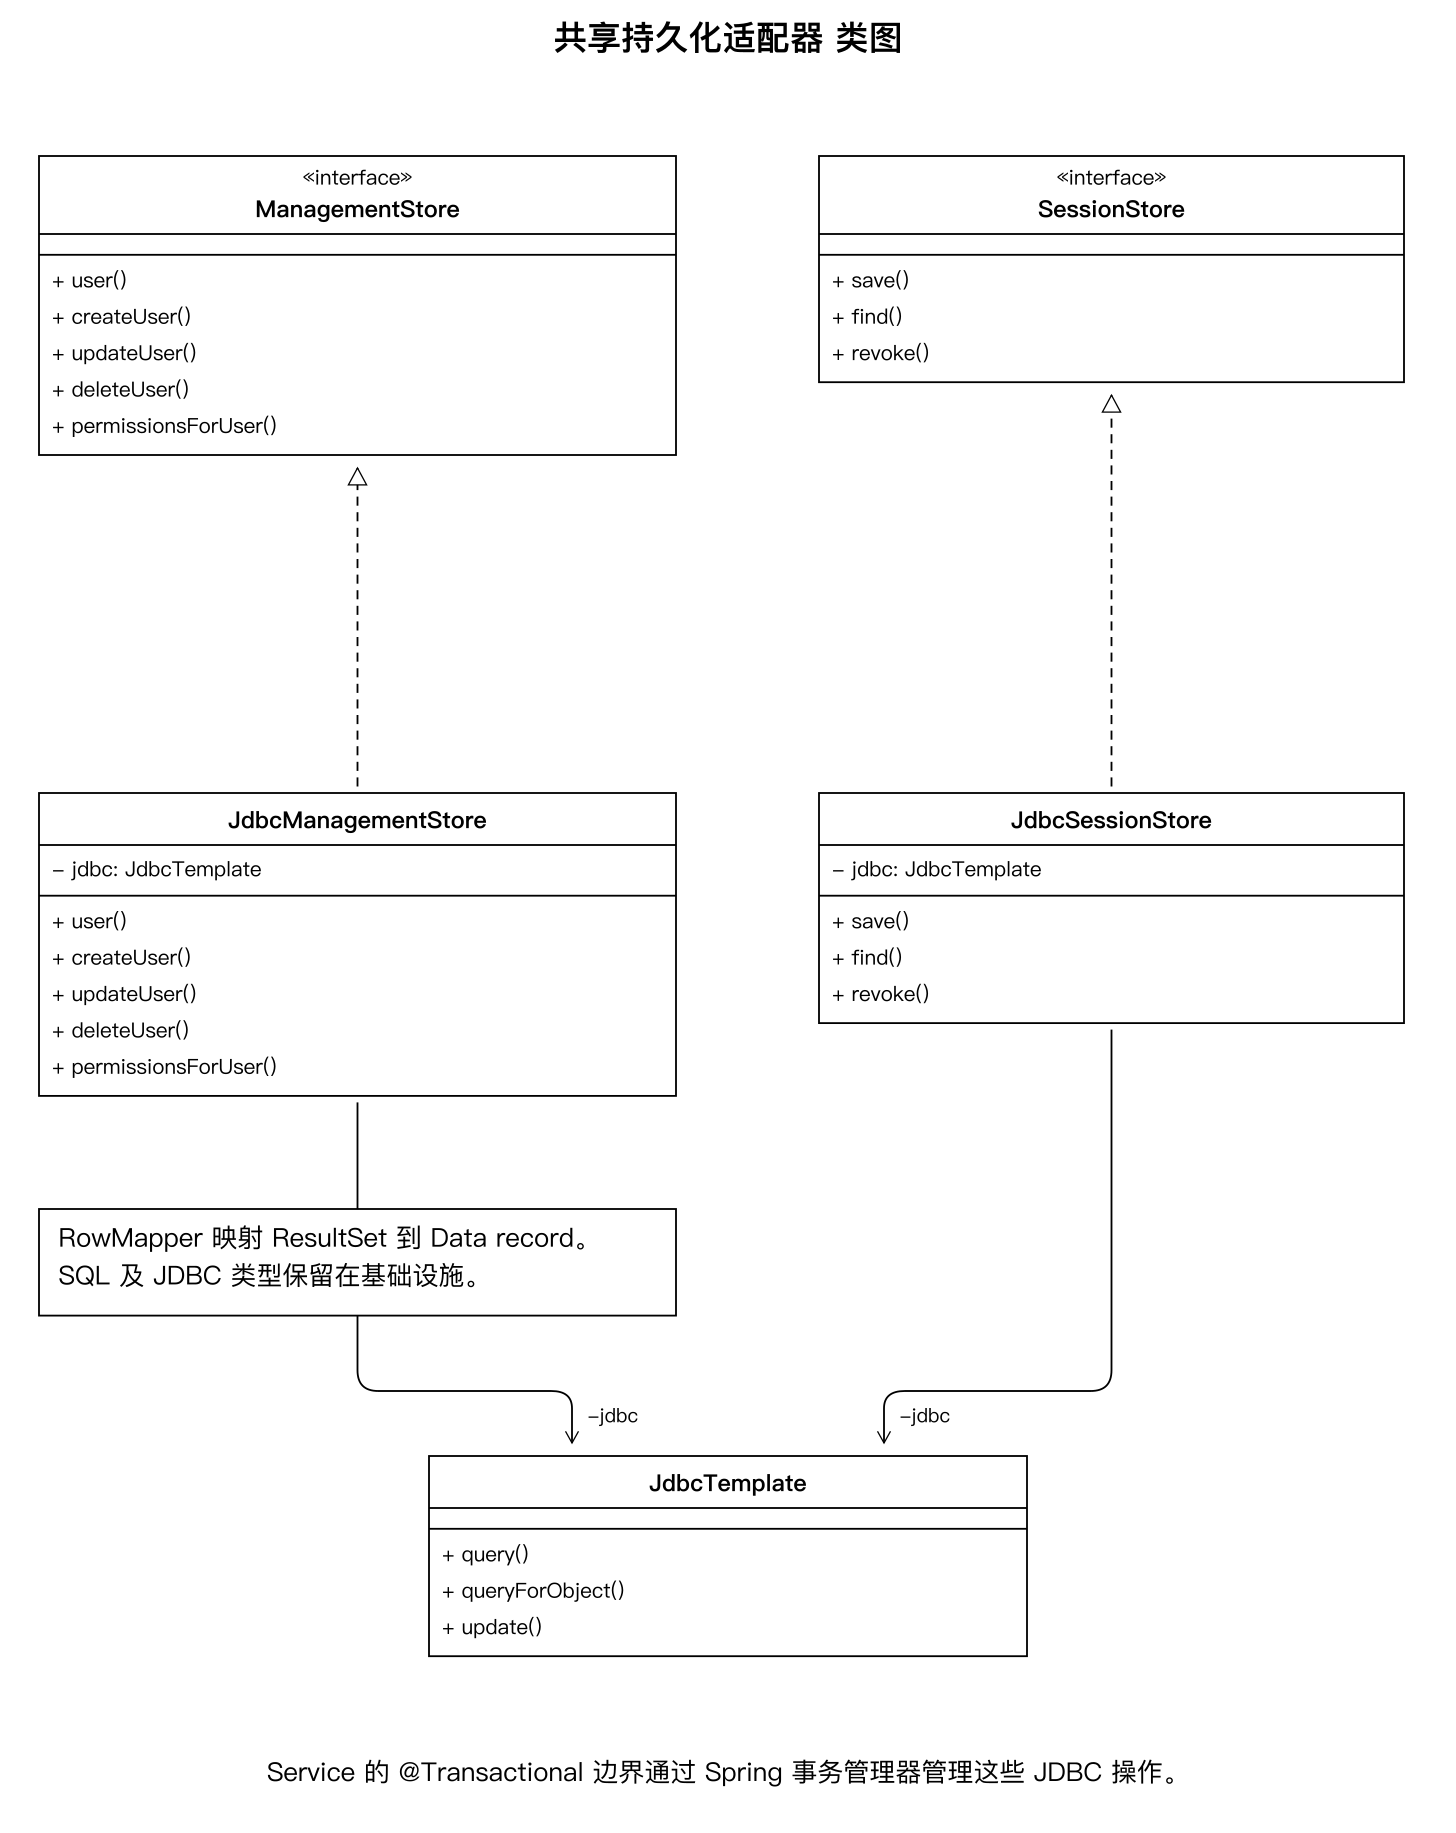 共享持久化适配器 类图
«interface»
ManagementStore
+ user()
+ createUser()
+ updateUser()
+ deleteUser()
+ permissionsForUser()
«interface»
SessionStore
+ save()
+ find()
+ revoke()
JdbcManagementStore
– jdbc: JdbcTemplate
+ user()
+ createUser()
+ updateUser()
+ deleteUser()
+ permissionsForUser()
JdbcSessionStore
– jdbc: JdbcTemplate
+ save()
+ find()
+ revoke()
RowMapper 映射 ResultSet 到 Data record。
SQL 及 JDBC 类型保留在基础设施。
–jdbc
–jdbc
JdbcTemplate
+ query()
+ queryForObject()
+ update()
Service 的 @Transactional 边界通过 Spring 事务管理器管理这些 JDBC 操作。